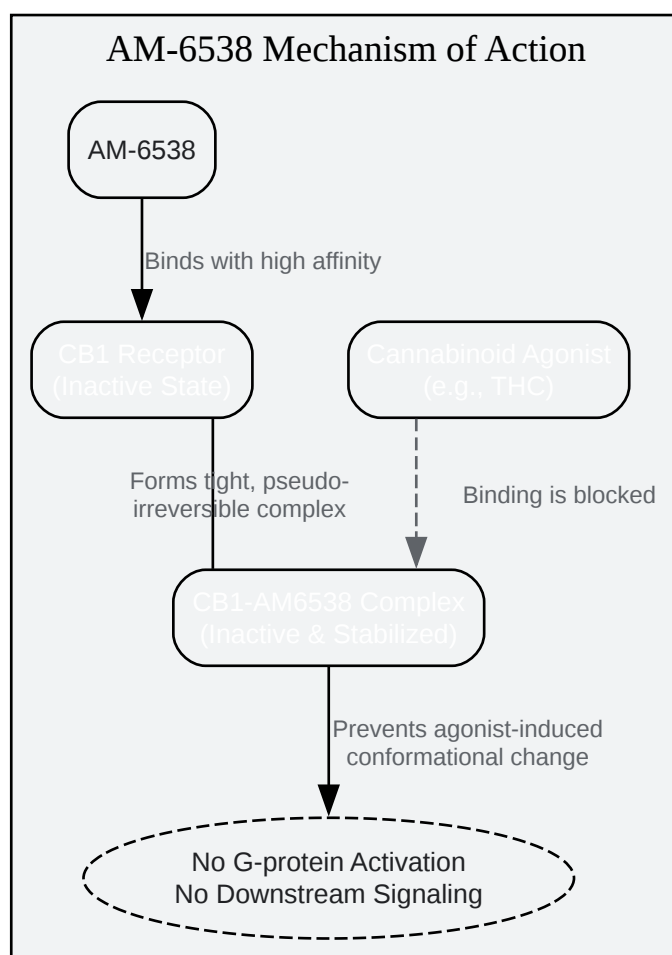 AM-6538 Mechanism of Action
AM-6538
Binds with high affinity
CB1 Receptor
(Inactive State)
Cannabinoid Agonist
(e.g., THC)
Forms tight, pseudo-
irreversible complex
Binding is blocked
CB1-AM6538 Complex
(Inactive & Stabilized)
Prevents agonist-induced
conformational change
No G-protein Activation
No Downstream Signaling